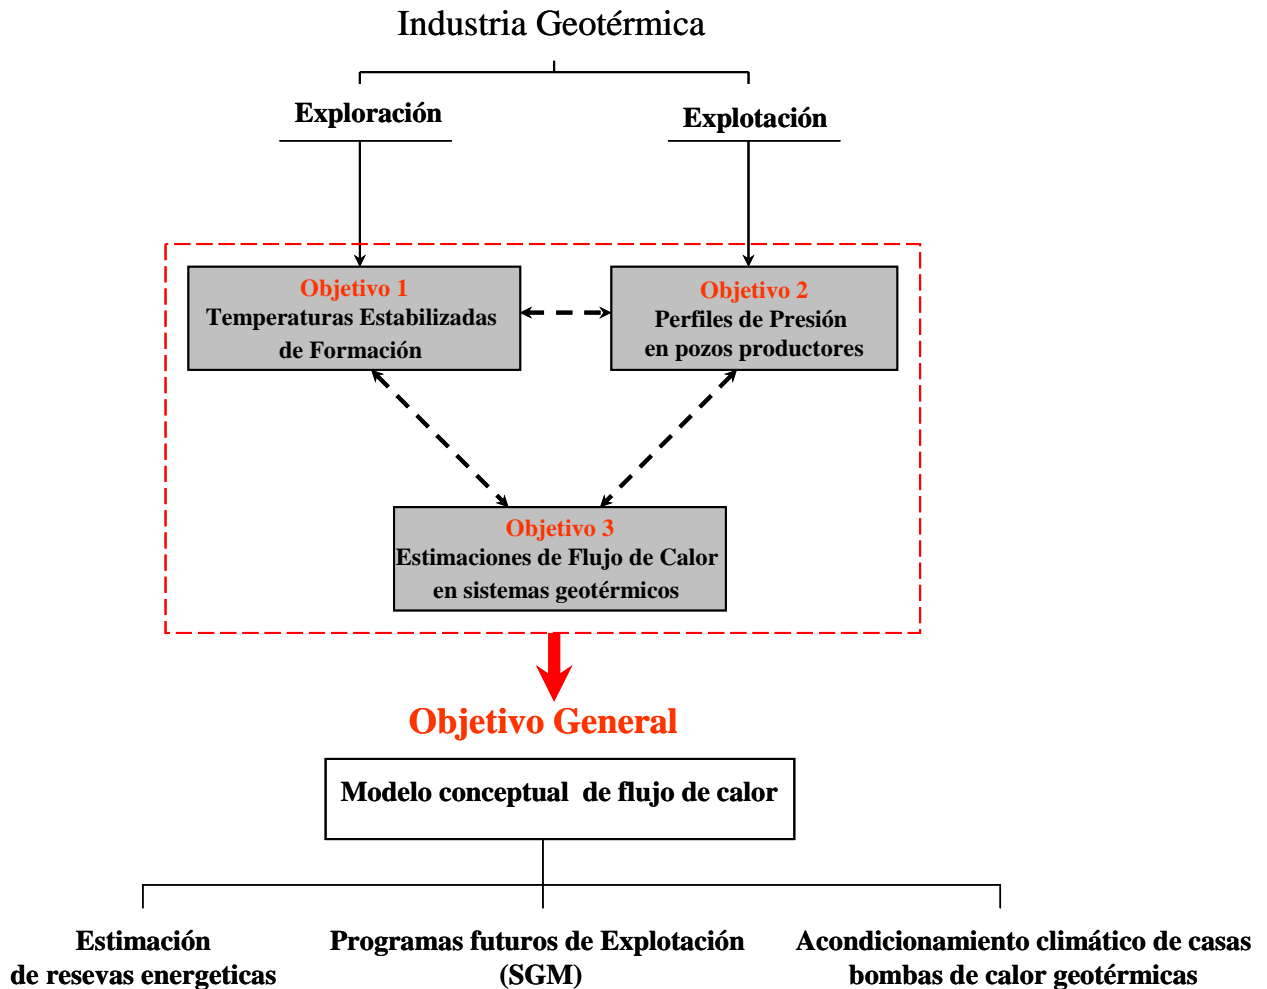 Industria Geotérmica
Exploración
Explotación
Objetivo 1
Temperaturas Estabilizadas
de Formación
Objetivo 2
Perfiles de Presión
en pozos productores
Objetivo 3
Estimaciones de Flujo de Calor
en sistemas geotérmicos
Objetivo General
Modelo conceptual de flujo de calor
Estimación
de resevas energeticas
Programas futuros de Explotación
(SGM)
Acondicionamiento climático de casas
bombas de calor geotérmicas